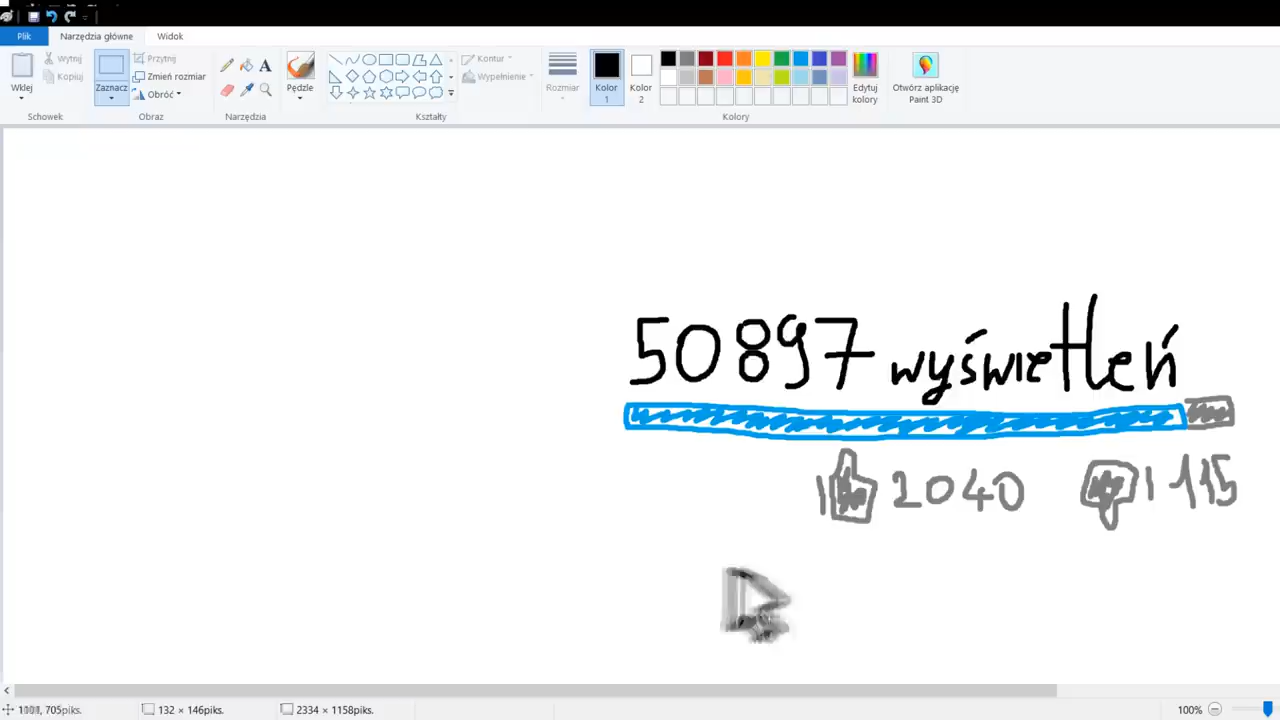 Plik Narzędzia główne Widok
Wklej
Wytnij
Kopiuj
Schowek
Zaznacz
Przytnij
Zmień rozmiar
Obróć
Obraz
A
Narzędzia
Pędzle
Kształty
Kontur
Wypełnienie
Rozmiar
Kolor 1
Kolor 2
Kolory
Edytuj kolory
Otwórz aplikację Paint 3D
50897 wyświetleń
2040 115
705piks. 132 × 146piks. 2334 × 1158piks. 100%